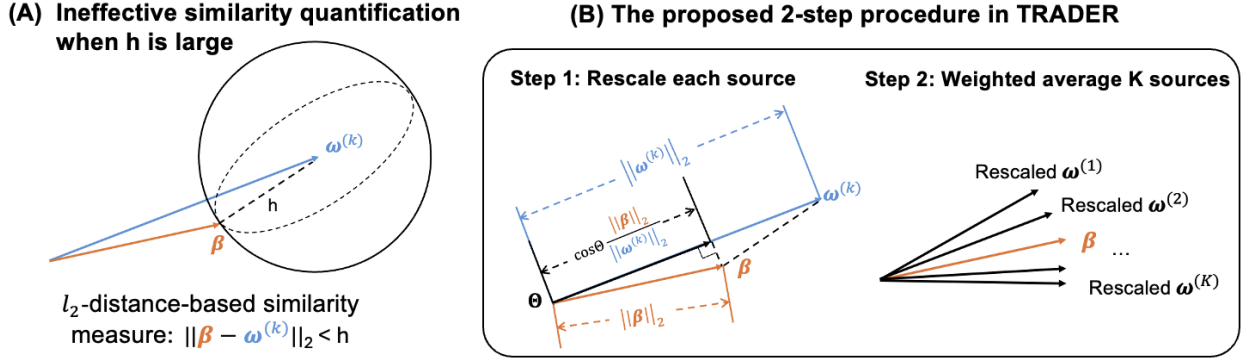 (A) Ineffective similarity quantification
when h is large
ω^(k)
h
β
l₂-distance-based similarity
measure: ||β − ω^(k)||₂ < h
(B) The proposed 2-step procedure in TRADER
Step 1: Rescale each source
||ω^(k)||₂
ω^(k)
cosΘ ||β||₂ / ||ω^(k)||₂
β
Θ
||β||₂
Step 2: Weighted average K sources
Rescaled ω^(1)
Rescaled ω^(2)
β
...
Rescaled ω^(K)